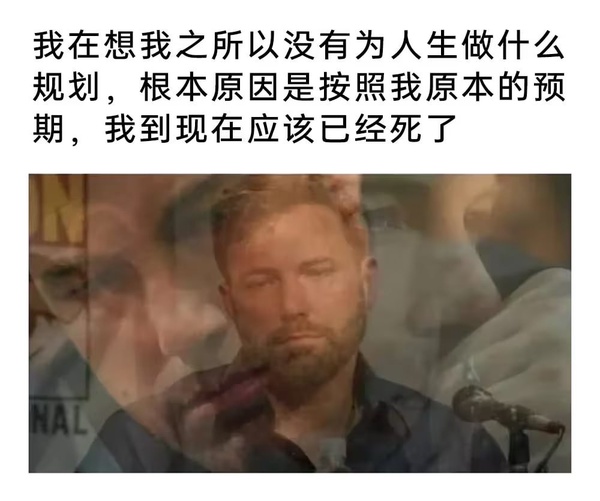 我在想我之所以没有为人生做什么
规划，根本原因是按照我原本的预
期，我到现在应该已经死了
ON
NAL